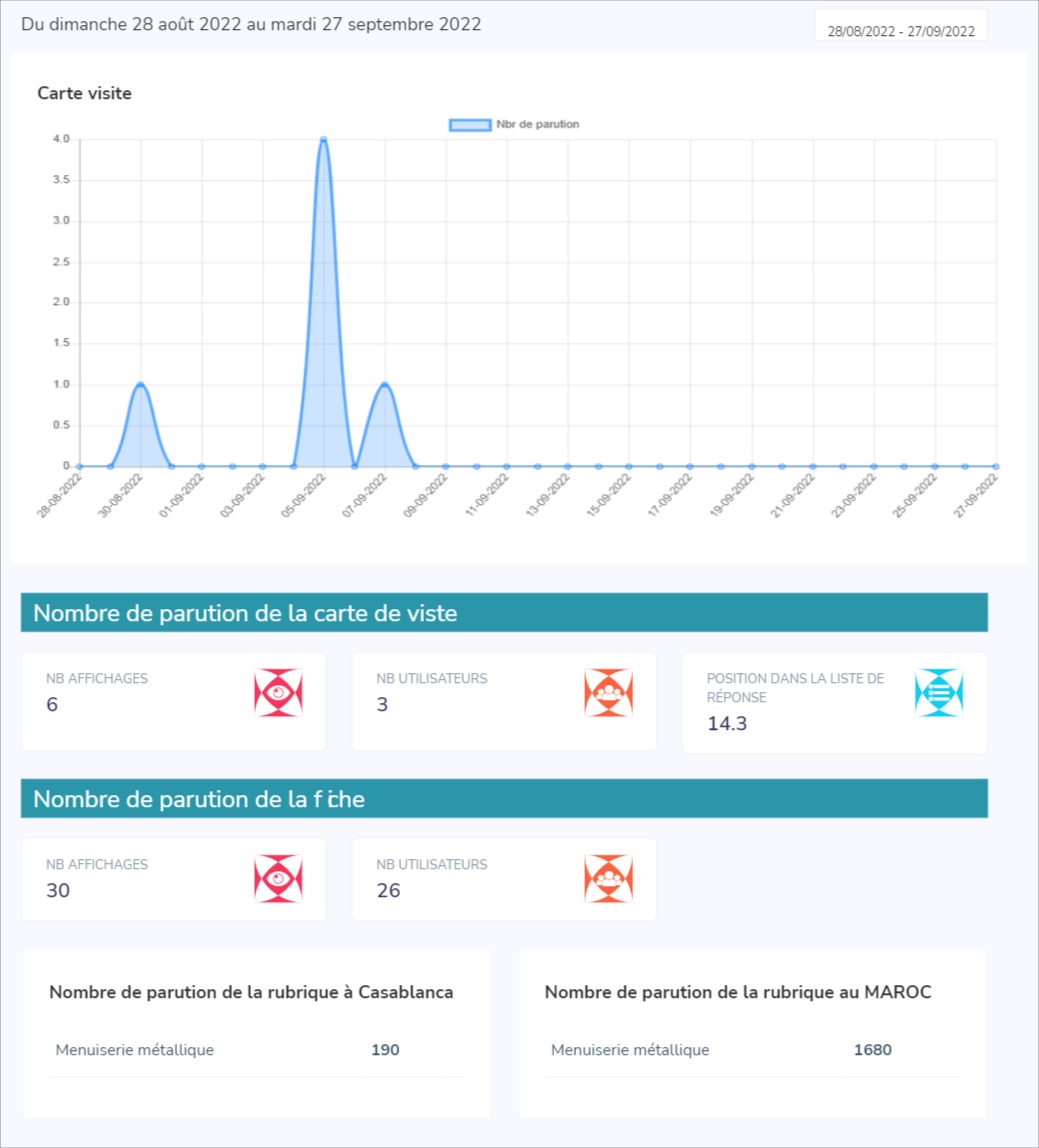 Du dimanche 28 août 2022 au mardi 27 septembre 2022
28/08/2022 - 27/09/2022
Carte visite
Nbr de parution
4.0
3.5
3.0
2.5
2.0
1.5
1.0
0.5
0
28-08-2022
30-08-2022
01-09-2022
03-09-2022
05-09-2022
07-09-2022
09-09-2022
11-09-2022
13-09-2022
15-09-2022
17-09-2022
19-09-2022
21-09-2022
23-09-2022
25-09-2022
27-09-2022
Nombre de parution de la carte de viste
NB AFFICHAGES
6
NB UTILISATEURS
3
POSITION DANS LA LISTE DE
RÉPONSE
14.3
Nombre de parution de la fiche
NB AFFICHAGES
30
NB UTILISATEURS
26
Nombre de parution de la rubrique à Casablanca
Menuiserie métallique 190
Nombre de parution de la rubrique au MAROC
Menuiserie métallique 1680